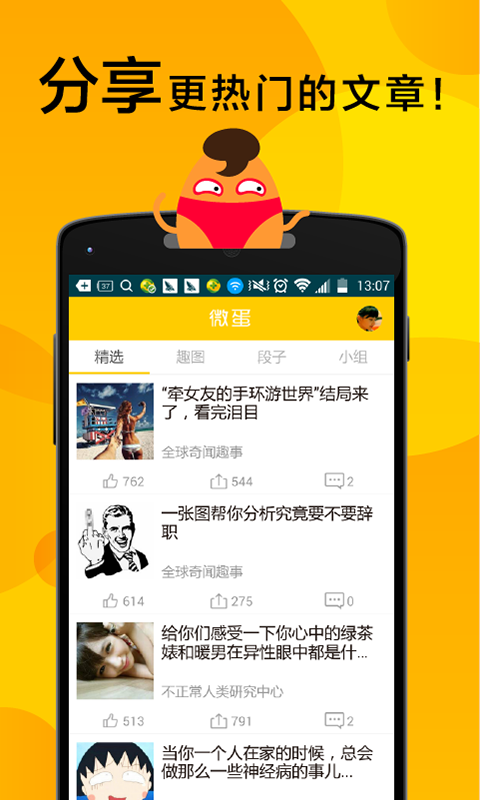 分享更热门的文章!
37
13:07
微蛋
精选 趣图 段子 小组
“牵女友的手环游世界”结局来
了，看完泪目
全球奇闻趣事
762 544 2
一张图帮你分析究竟要不要辞
职
全球奇闻趣事
614 275 0
给你们感受一下你心中的绿茶
婊和暖男在异性眼中都是什...
不正常人类研究中心
513 791 2
当你一个人在家的时候，总会
做那么一些神经病的事儿...